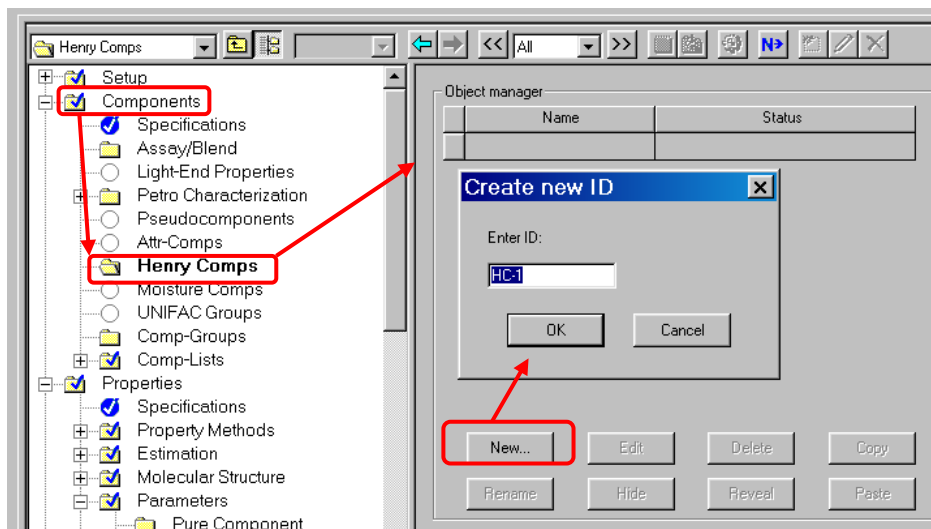 Henry Comps
<<
All
>>
N
Setup
Components
Specifications
Assay/Blend
Light-End Properties
Petro Characterization
Pseudocomponents
Attr-Comps
Henry Comps
Moisture Comps
UNIFAC Groups
Comp-Groups
Comp-Lists
Properties
Specifications
Property Methods
Estimation
Molecular Structure
Parameters
Pure Component
Object manager
Name Status
Create new ID
Enter ID:
HC-1
OK Cancel
New... Edit Delete Copy
Rename Hide Reveal Paste